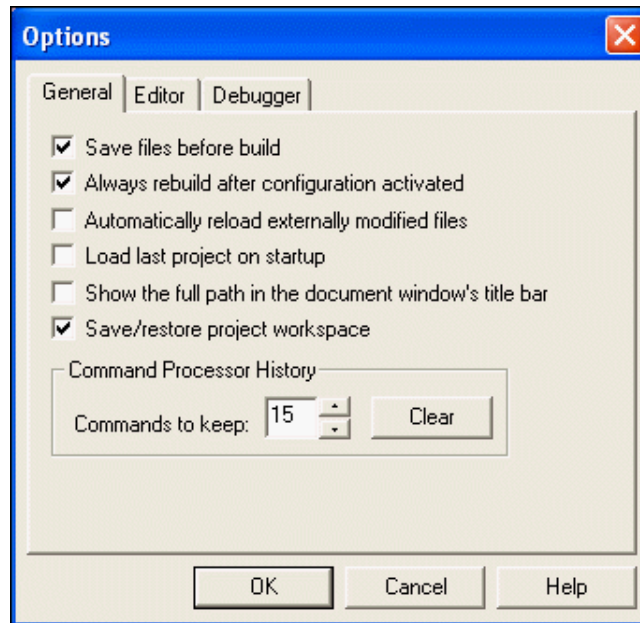 Options
General Editor Debugger
Save files before build
Always rebuild after configuration activated
Automatically reload externally modified files
Load last project on startup
Show the full path in the document window's title bar
Save/restore project workspace
Command Processor History
Commands to keep: 15 Clear
OK Cancel Help